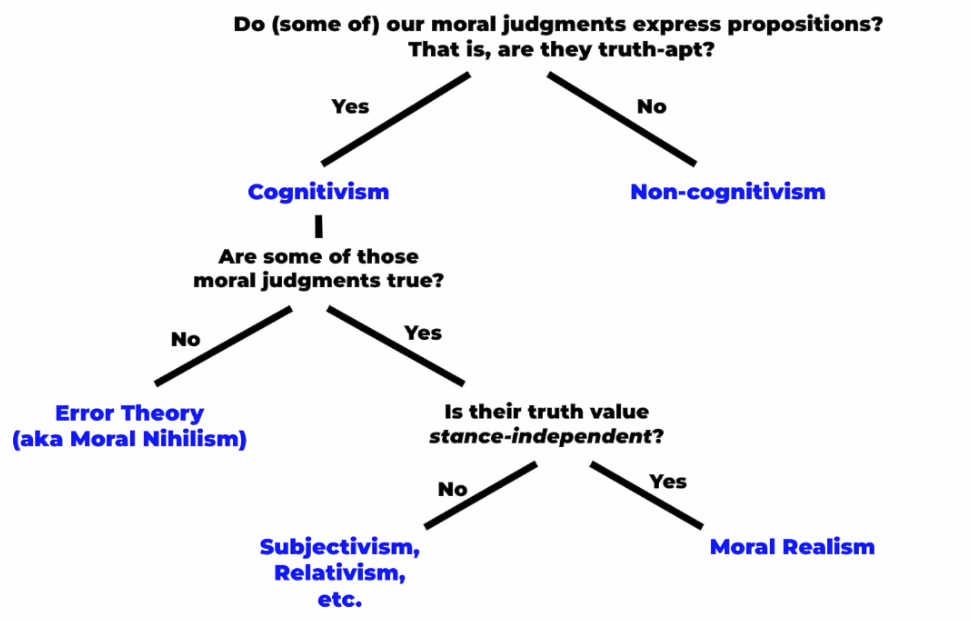 Do (some of) our moral judgments express propositions?
That is, are they truth-apt?
Yes
No
Cognitivism
Non-cognitivism
Are some of those
moral judgments true?
No
Yes
Error Theory
(aka Moral Nihilism)
Is their truth value
stance-independent?
No
Yes
Subjectivism,
Relativism,
etc.
Moral Realism